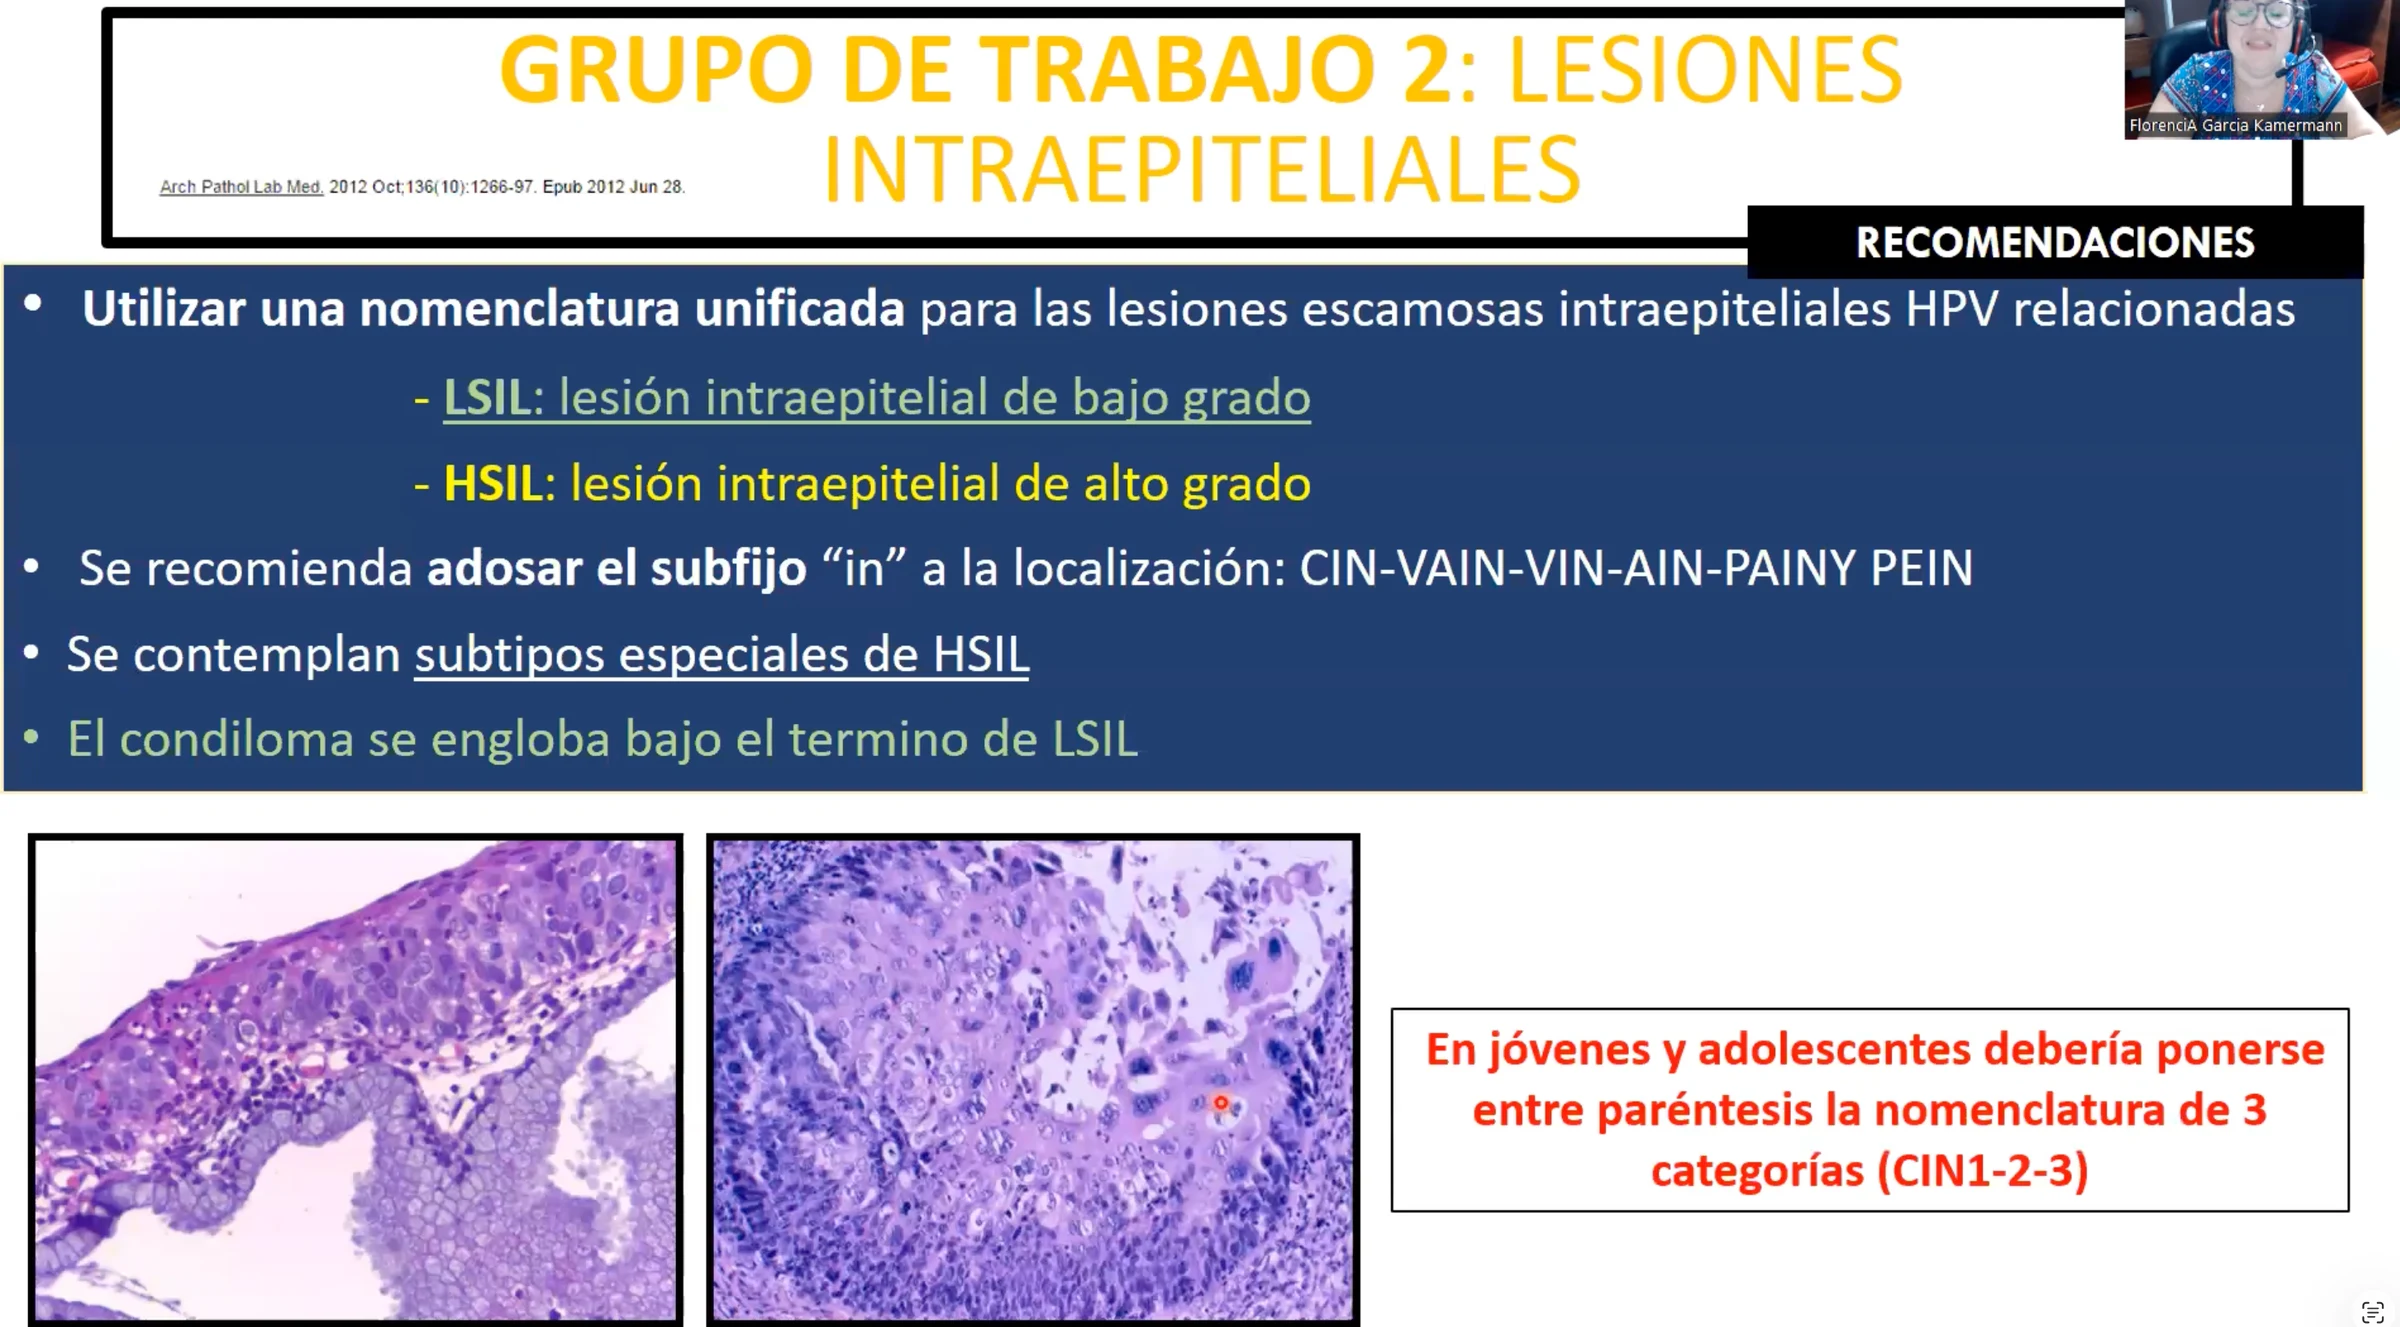 GRUPO DE TRABAJO 2: LESIONES
INTRAEPITELIALES
FlorenciA Garcia Kamermann
Arch Pathol Lab Med. 2012 Oct;136(10):1266-97. Epub 2012 Jun 28.
RECOMENDACIONES
• Utilizar una nomenclatura unificada para las lesiones escamosas intraepiteliales HPV relacionadas
- LSIL: lesión intraepitelial de bajo grado
- HSIL: lesión intraepitelial de alto grado
• Se recomienda adosar el subfijo “in” a la localización: CIN-VAIN-VIN-AIN-PAINY PEIN
• Se contemplan subtipos especiales de HSIL
• El condiloma se engloba bajo el termino de LSIL
En jóvenes y adolescentes debería ponerse
entre paréntesis la nomenclatura de 3
categorías (CIN1-2-3)